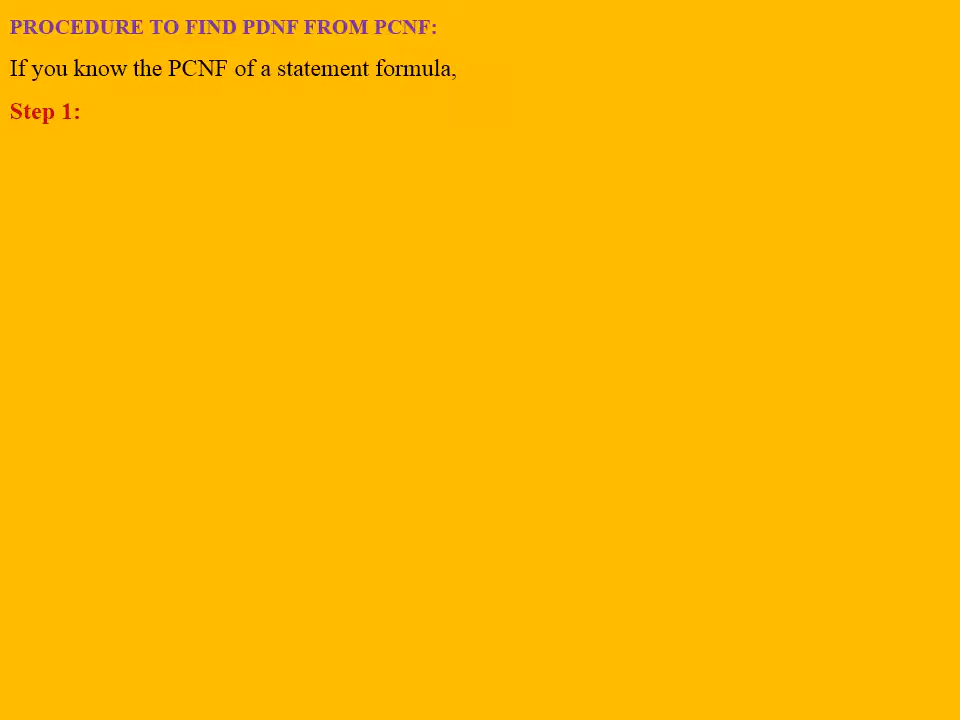 PROCEDURE TO FIND PDNF FROM PCNF:
If you know the PCNF of a statement formula,
Step 1: